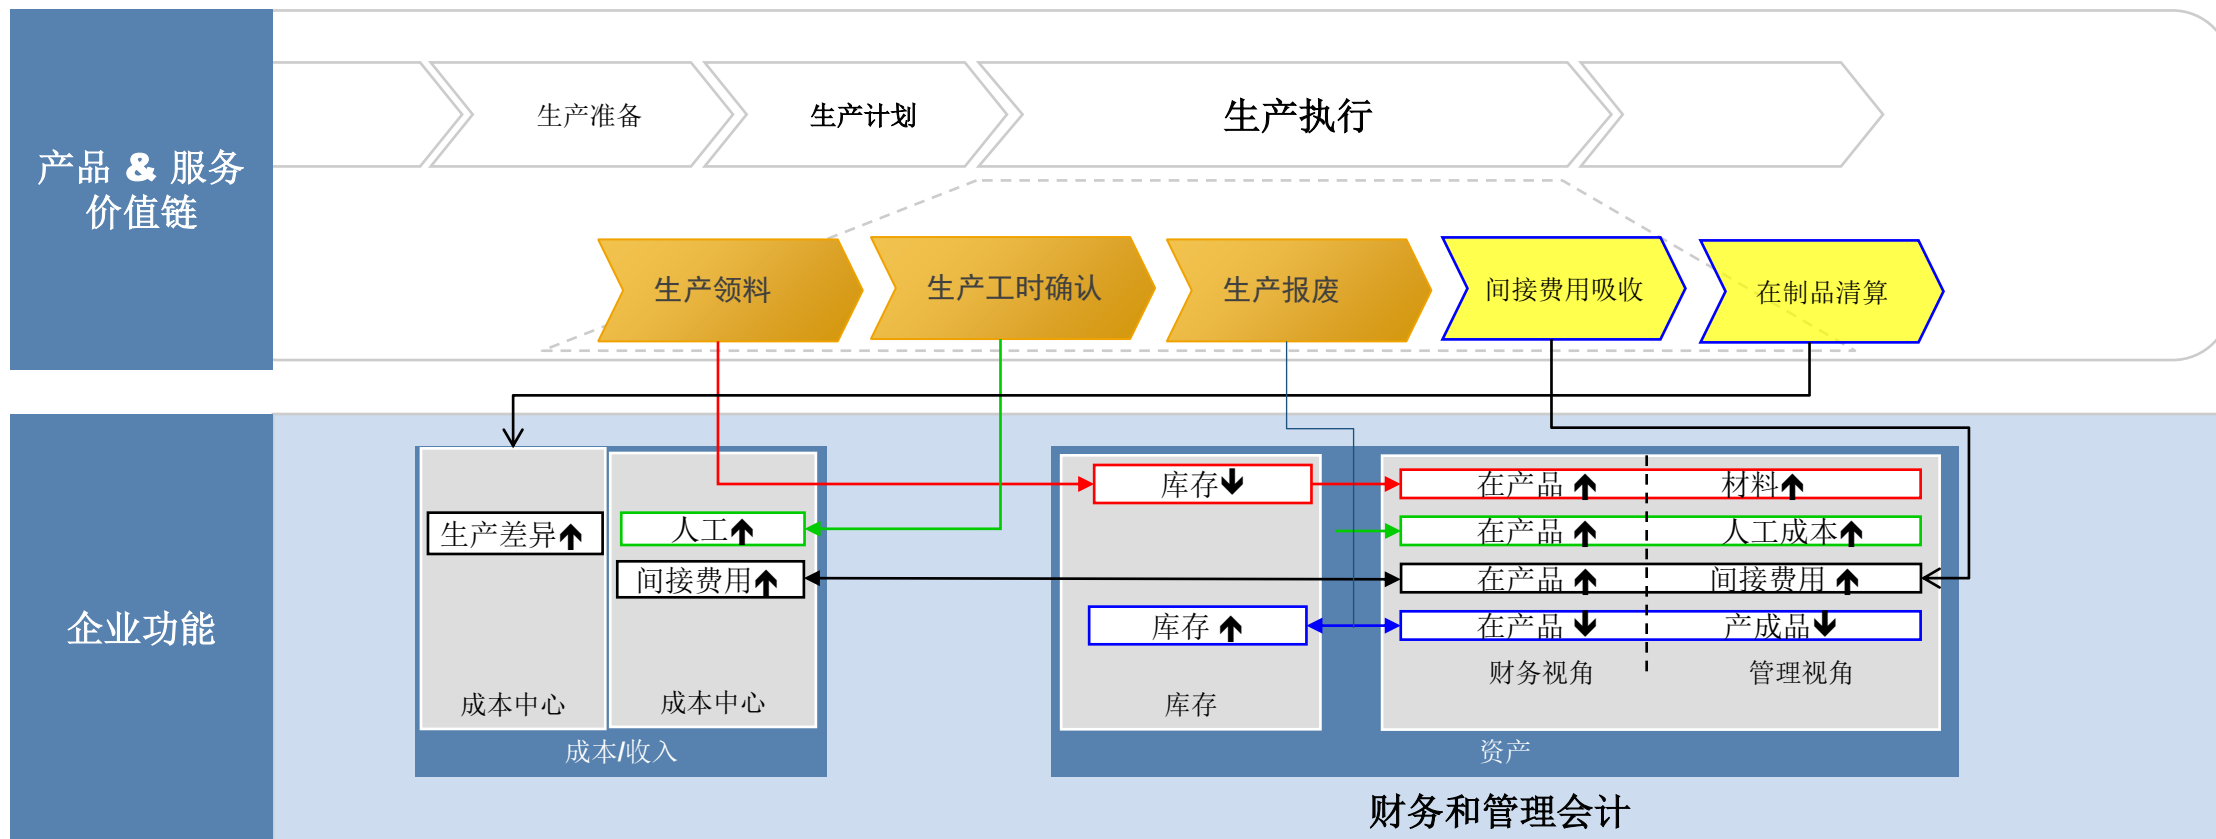 产品 & 服务
价值链
生产准备
生产计划
生产执行
生产领料
生产工时确认
生产报废
间接费用吸收
在制品清算
企业功能
生产差异
成本中心
人工
间接费用
成本中心
成本/收入
库存
库存
库存
在产品 材料
在产品 人工成本
在产品 间接费用
在产品 产成品
财务视角 管理视角
资产
财务和管理会计